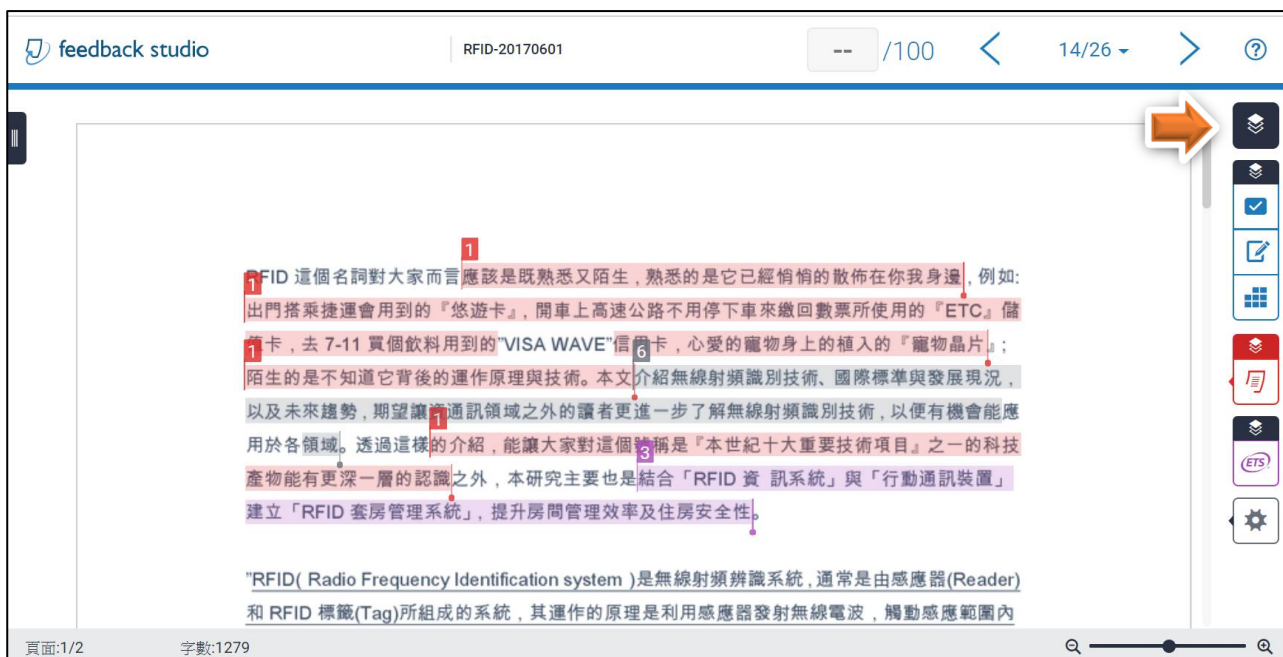 feedback studio
RFID-20170601
-- /100
14/26
?
1
RFID 這個名詞對大家而言應該是既熟悉又陌生，熟悉的是它已經悄悄的散佈在你我身邊，例如:
1
出門搭乘捷運會用到的『悠遊卡』，開車上高速公路不用停下車來繳回數票所使用的『ETC』儲
值卡，去 7-11 買個飲料用到的"VISA WAVE"信用卡，心愛的寵物身上的植入的『寵物晶片』；
1
6
陌生的是不知道它背後的運作原理與技術。本文介紹無線射頻識別技術、國際標準與發展現況，
以及未來趨勢，期望讓資通訊領域之外的讀者更進一步了解無線射頻識別技術，以便有機會能應
1
用於各領域。透過這樣的介紹，能讓大家對這個號稱是『本世紀十大重要技術項目』之一的科技
3
產物能有更深一層的認識之外，本研究主要也是結合「RFID 資 訊系統」與「行動通訊裝置」
建立「RFID 套房管理系統」，提升房間管理效率及住房安全性。
"RFID( Radio Frequency Identification system )是無線射頻辨識系統，通常是由感應器(Reader)
和 RFID 標籤(Tag)所組成的系統，其運作的原理是利用感應器發射無線電波，觸動感應範圍內
ETS
頁面:1/2
字數:1279